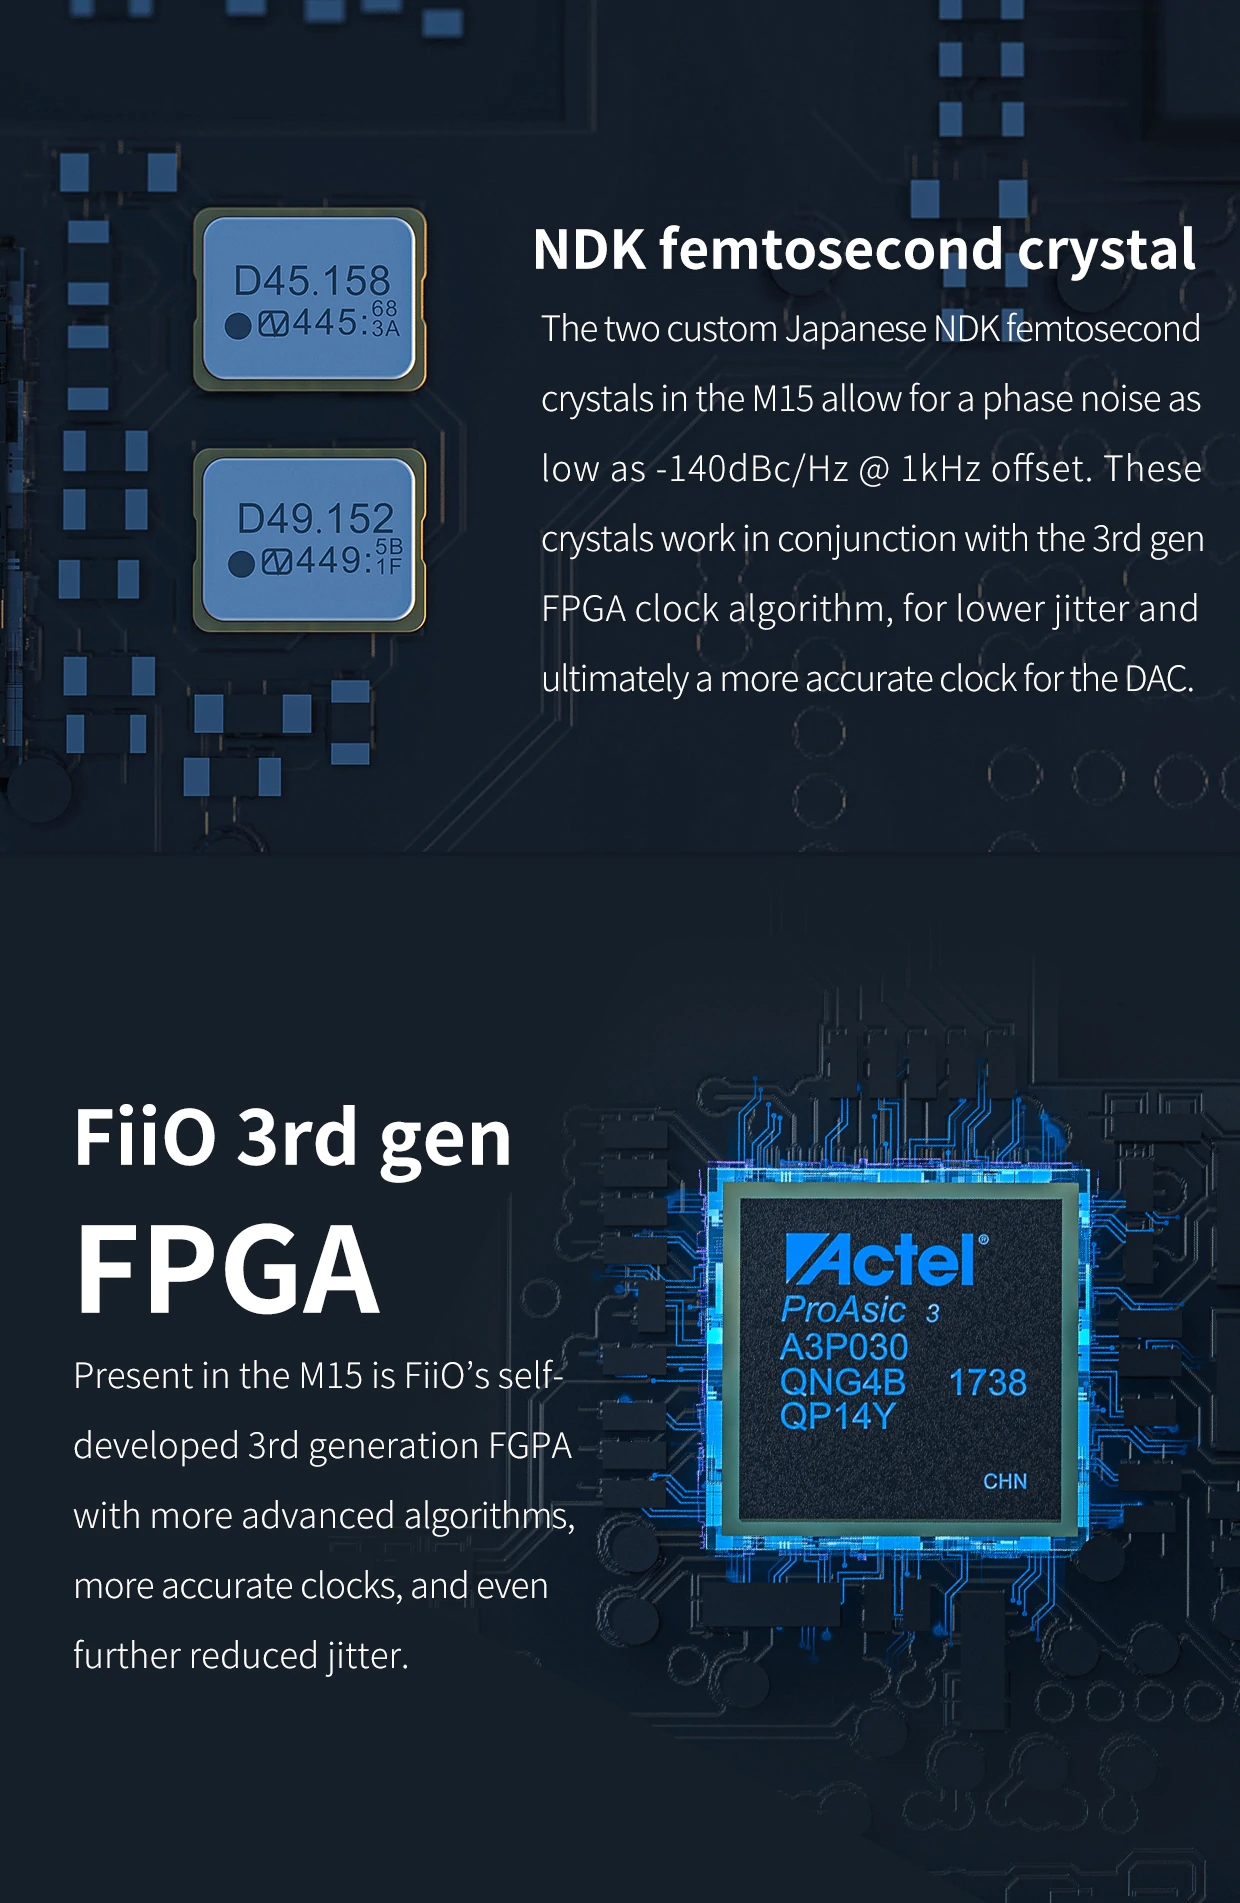 D45.158
445:68 3A
D49.152
449:5B 1F
NDK femtosecond crystal
The two custom Japanese NDK femtosecond
crystals in the M15 allow for a phase noise as
low as -140dBc/Hz @ 1kHz offset. These
crystals work in conjunction with the 3rd gen
FPGA clock algorithm, for lower jitter and
ultimately a more accurate clock for the DAC.
FiiO 3rd gen
FPGA
Present in the M15 is FiiO’s self-
developed 3rd generation FGPA
with more advanced algorithms,
more accurate clocks, and even
further reduced jitter.
Actel®
ProAsic 3
A3P030
QNG4B 1738
QP14Y
CHN